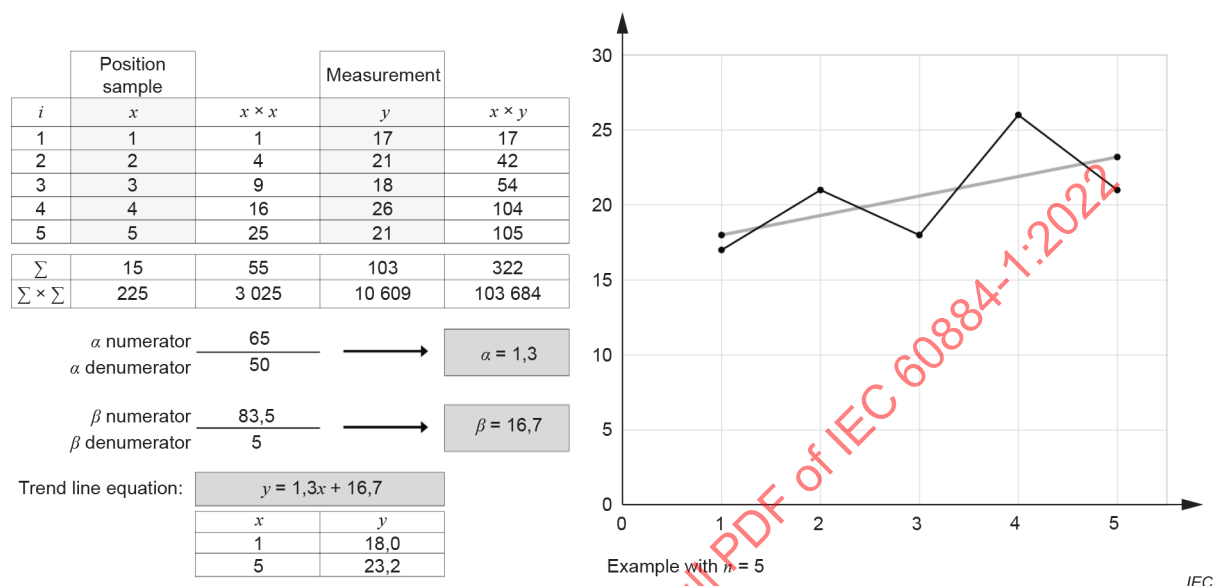 Position sample
Measurement
i x x × x y x × y
1 1 1 17 17
2 2 4 21 42
3 3 9 18 54
4 4 16 26 104
5 5 25 21 105
∑ 15 55 103 322
∑ × ∑ 225 3 025 10 609 103 684
α numerator 65
α denumerator 50
α = 1,3
β numerator 83,5
β denumerator 5
β = 16,7
Trend line equation: y = 1,3x + 16,7
x y
1 18,0
5 23,2
30
25
20
15
10
5
0
0 1 2 3 4 5
Example with n = 5
IEC
PDF of IEC 60884-1:2022